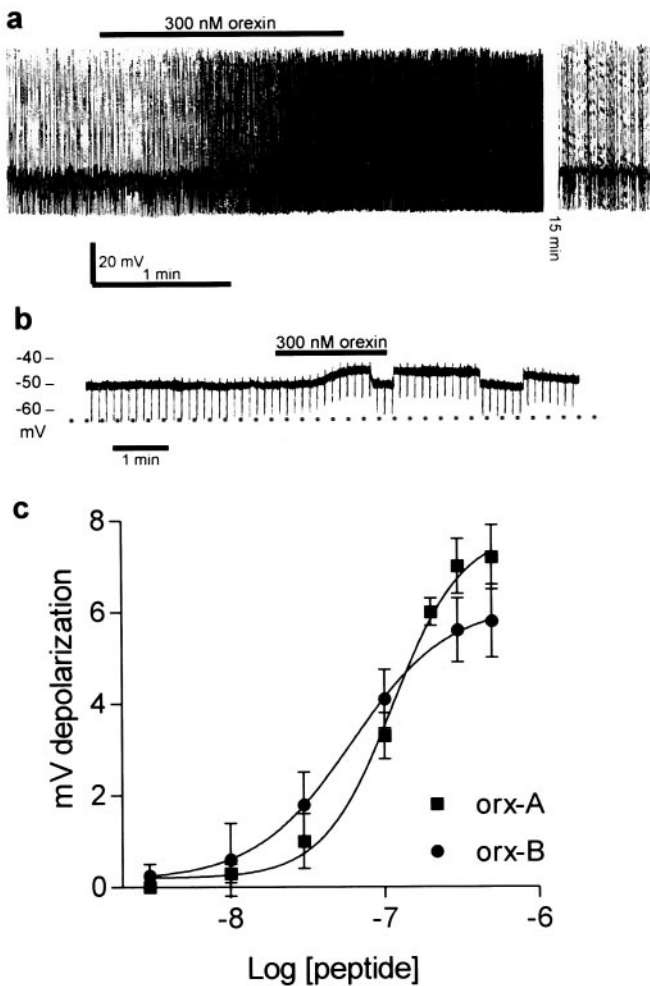 a
300 nM orexin
15 min
20 mV
1 min
b
300 nM orexin
-40
-50
-60
mV
1 min
c
8
6
4
2
0
mV depolarization
orx-A
orx-B
-8
-7
-6
Log [peptide]